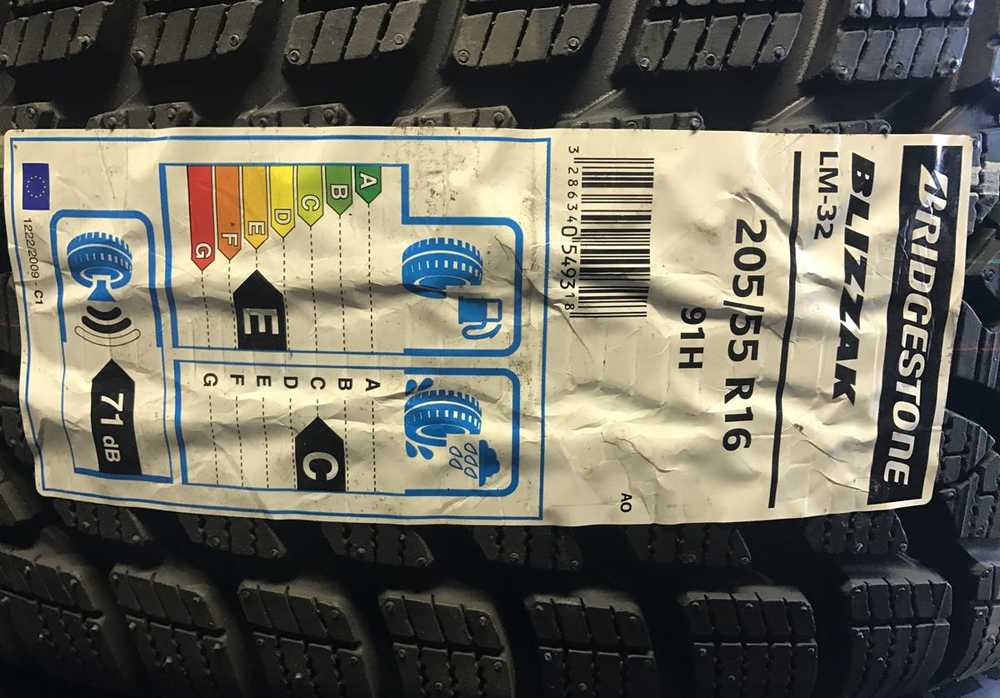 BRIDGESTONE
BLIZZAK
LM-32
205/55 R16
91H
AO
3 286340 549318
A
B
C
D
E
F
G
E
A
B
C
D
E
F
G
C
71 dB
1222/2009 - C1